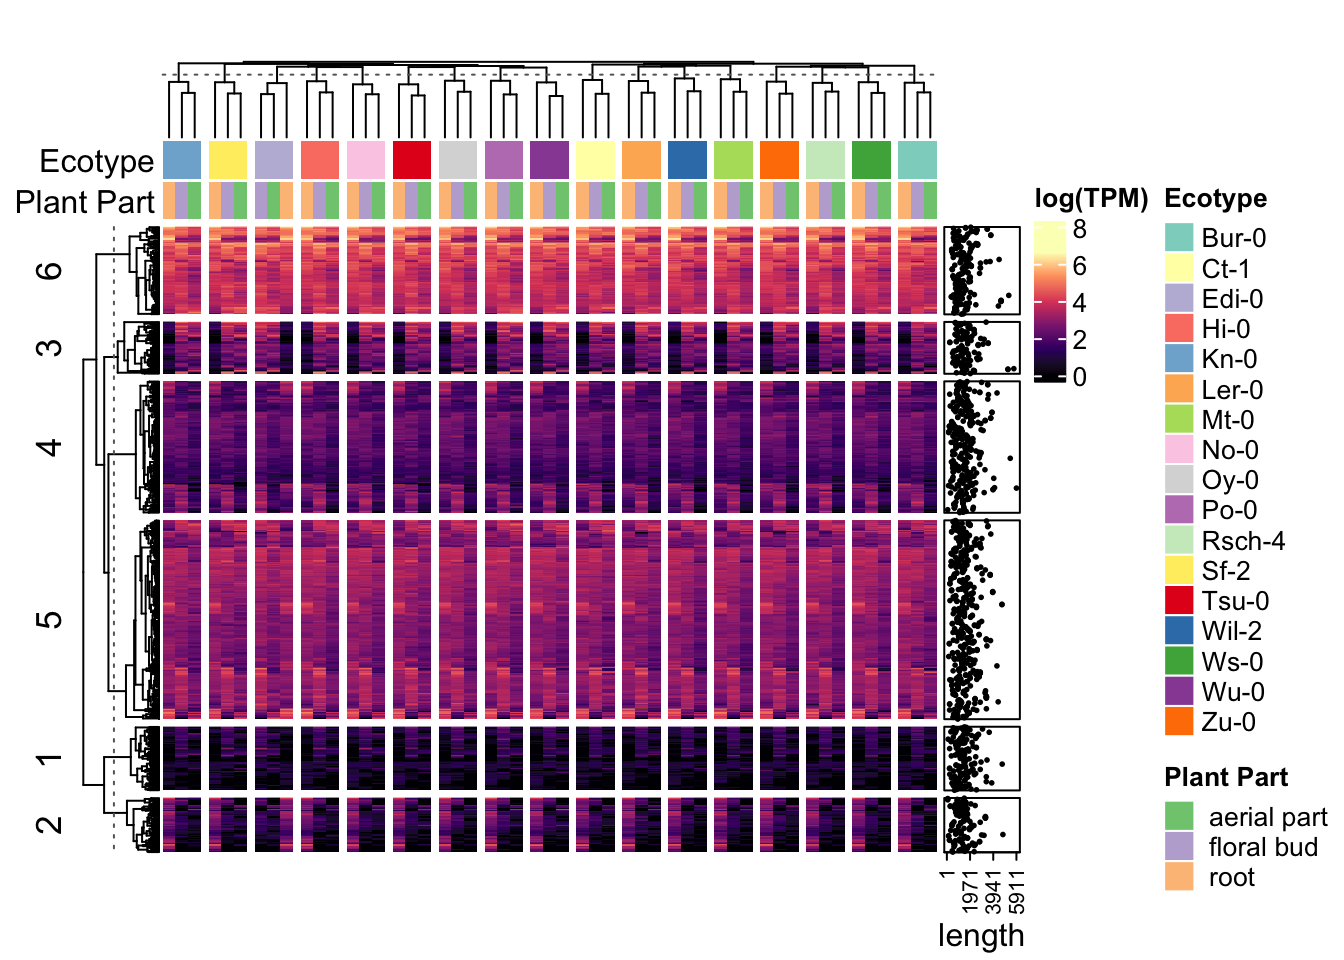 Ecotype
Plant Part
6
3
4
5
1
2
1
1971
3941
5911
length
log(TPM)
8
6
4
2
0
Ecotype
Bur-0
Ct-1
Edi-0
Hi-0
Kn-0
Ler-0
Mt-0
No-0
Oy-0
Po-0
Rsch-4
Sf-2
Tsu-0
Wil-2
Ws-0
Wu-0
Zu-0
Plant Part
aerial part
floral bud
root